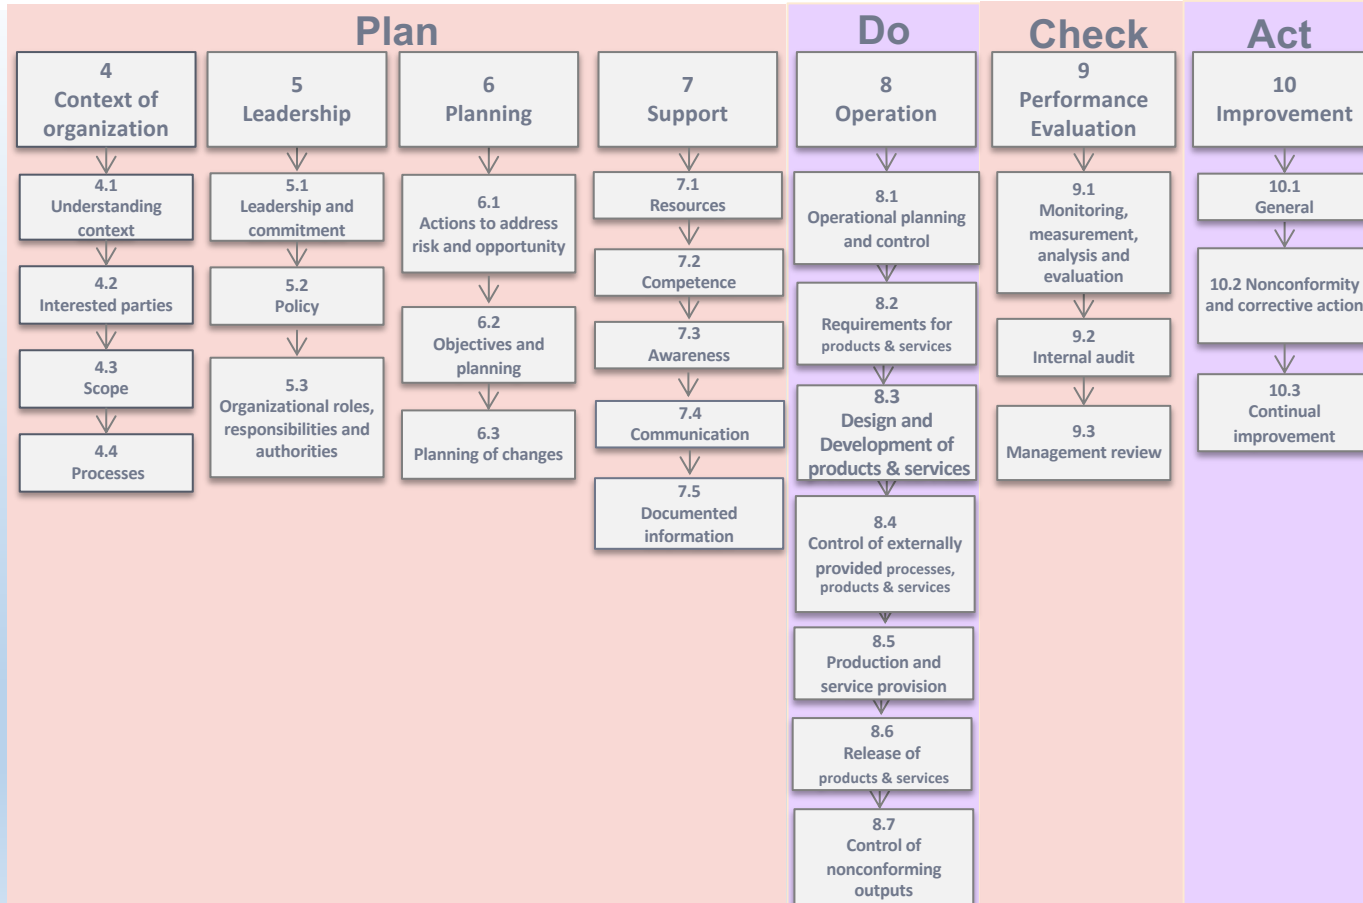 Plan
Do
Check
Act
4
Context of
organization
4.1
Understanding
context
4.2
Interested parties
4.3
Scope
4.4
Processes
5
Leadership
5.1
Leadership and
commitment
5.2
Policy
5.3
Organizational roles,
responsibilities and
authorities
6
Planning
6.1
Actions to address
risk and opportunity
6.2
Objectives and
planning
6.3
Planning of changes
7
Support
7.1
Resources
7.2
Competence
7.3
Awareness
7.4
Communication
7.5
Documented
information
8
Operation
8.1
Operational planning
and control
8.2
Requirements for
products & services
8.3
Design and
Development of
products & services
8.4
Control of externally
provided processes,
products & services
8.5
Production and
service provision
8.6
Release of
products & services
8.7
Control of
nonconforming
outputs
9
Performance
Evaluation
9.1
Monitoring,
measurement,
analysis and
evaluation
9.2
Internal audit
9.3
Management review
10
Improvement
10.1
General
10.2 Nonconformity
and corrective action
10.3
Continual
improvement